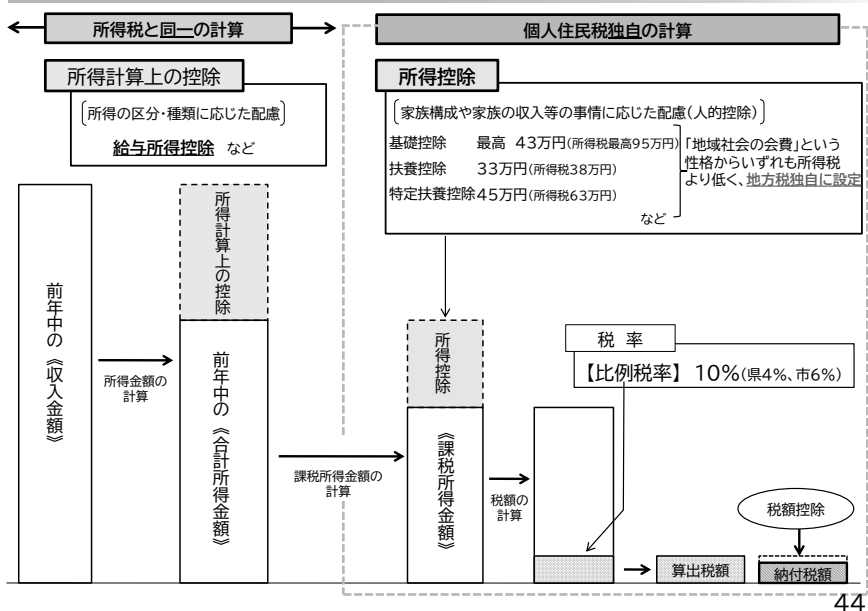 所得税と同一の計算
個人住民税独自の計算
所得計算上の控除
所得の区分・種類に応じた配慮
給与所得控除 など
所得控除
家族構成や家族の収入等の事情に応じた配慮(人的控除)
基礎控除 最高 43万円(所得税最高95万円)
扶養控除 33万円(所得税38万円)
特定扶養控除45万円(所得税63万円)
など
「地域社会の会費」という
性格からいずれも所得税
より低く、地方税独自に設定
前年中の《収入金額》
所得金額の
計算
所得計算上の控除
前年中の《合計所得金額》
課税所得金額の
計算
所得控除
《課税所得金額》
税額の
計算
税 率
【比例税率】 10%(県4%、市6%)
算出税額
税額控除
納付税額
44